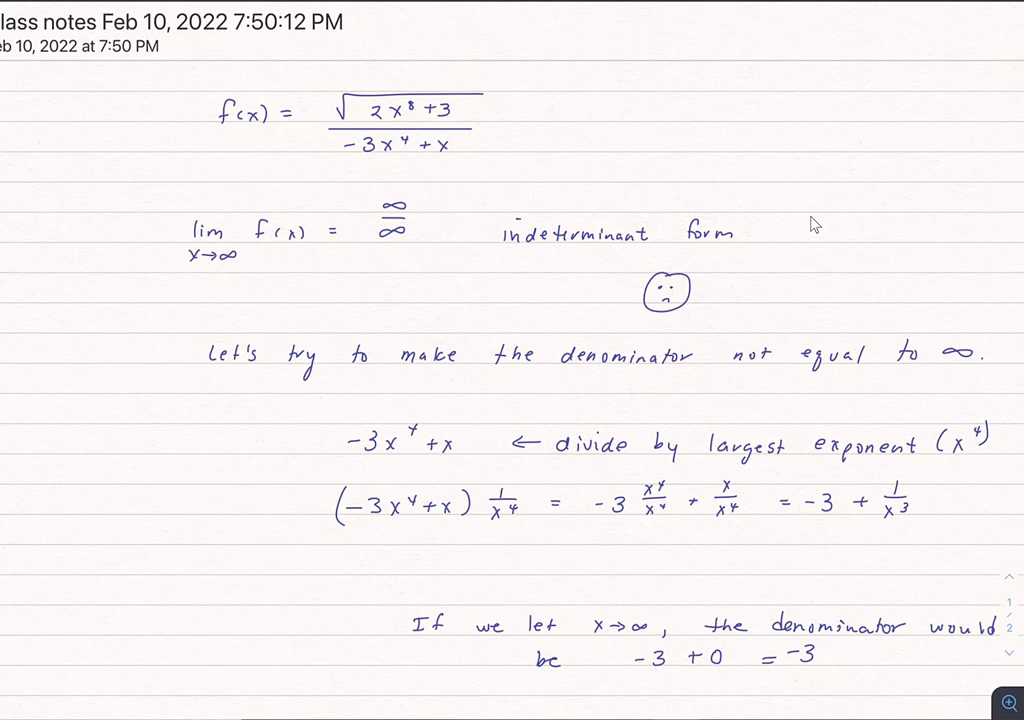 lass notes Feb 10, 2022 7:50:12 PM
eb 10, 2022 at 7:50 PM
f(x) = √(2x⁸ + 3) / (-3x⁴ + x)
lim x→∞ f(x) = ∞/∞ indeterminant form
Let's try to make the denominator not equal to ∞.
-3x⁴ + x ← divide by largest exponent (x⁴)
(-3x⁴ + x) 1/x⁴ = -3 x⁴/x⁴ + x/x⁴ = -3 + 1/x³
If we let x→∞, the denominator would
be -3 + 0 = -3
1
2